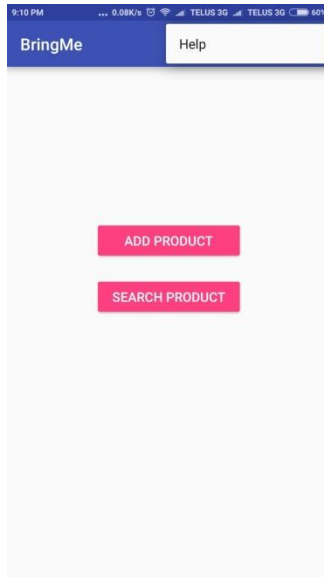 9:10 PM ... 0.08K/s TELUS 3G TELUS 3G 60%
BringMe
Help
ADD PRODUCT
SEARCH PRODUCT